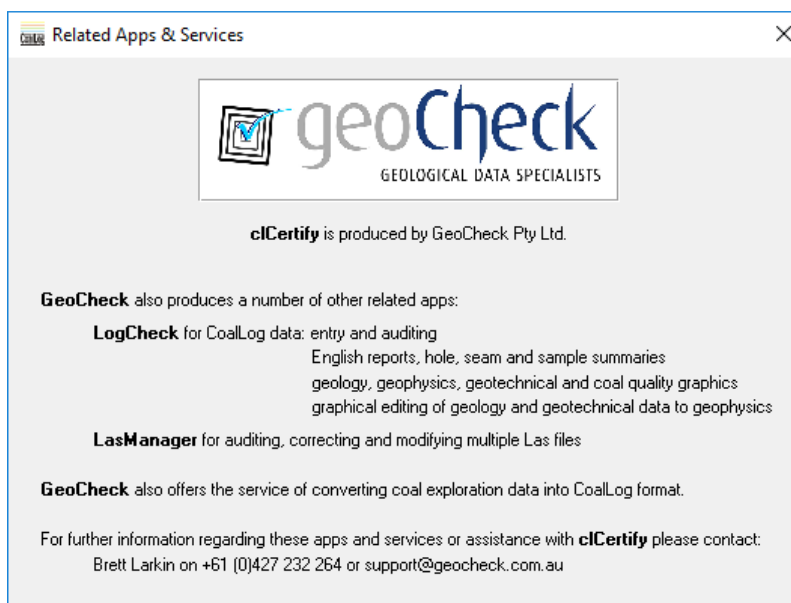 CoalLog Related Apps & Services
geoCheck
GEOLOGICAL DATA SPECIALISTS
clCertify is produced by GeoCheck Pty Ltd.
GeoCheck also produces a number of other related apps:
LogCheck for CoalLog data: entry and auditing
English reports, hole, seam and sample summaries
geology, geophysics, geotechnical and coal quality graphics
graphical editing of geology and geotechnical data to geophysics
LasManager for auditing, correcting and modifying multiple Las files
GeoCheck also offers the service of converting coal exploration data into CoalLog format.
For further information regarding these apps and services or assistance with clCertify please contact:
Brett Larkin on +61 (0)427 232 264 or support@geocheck.com.au